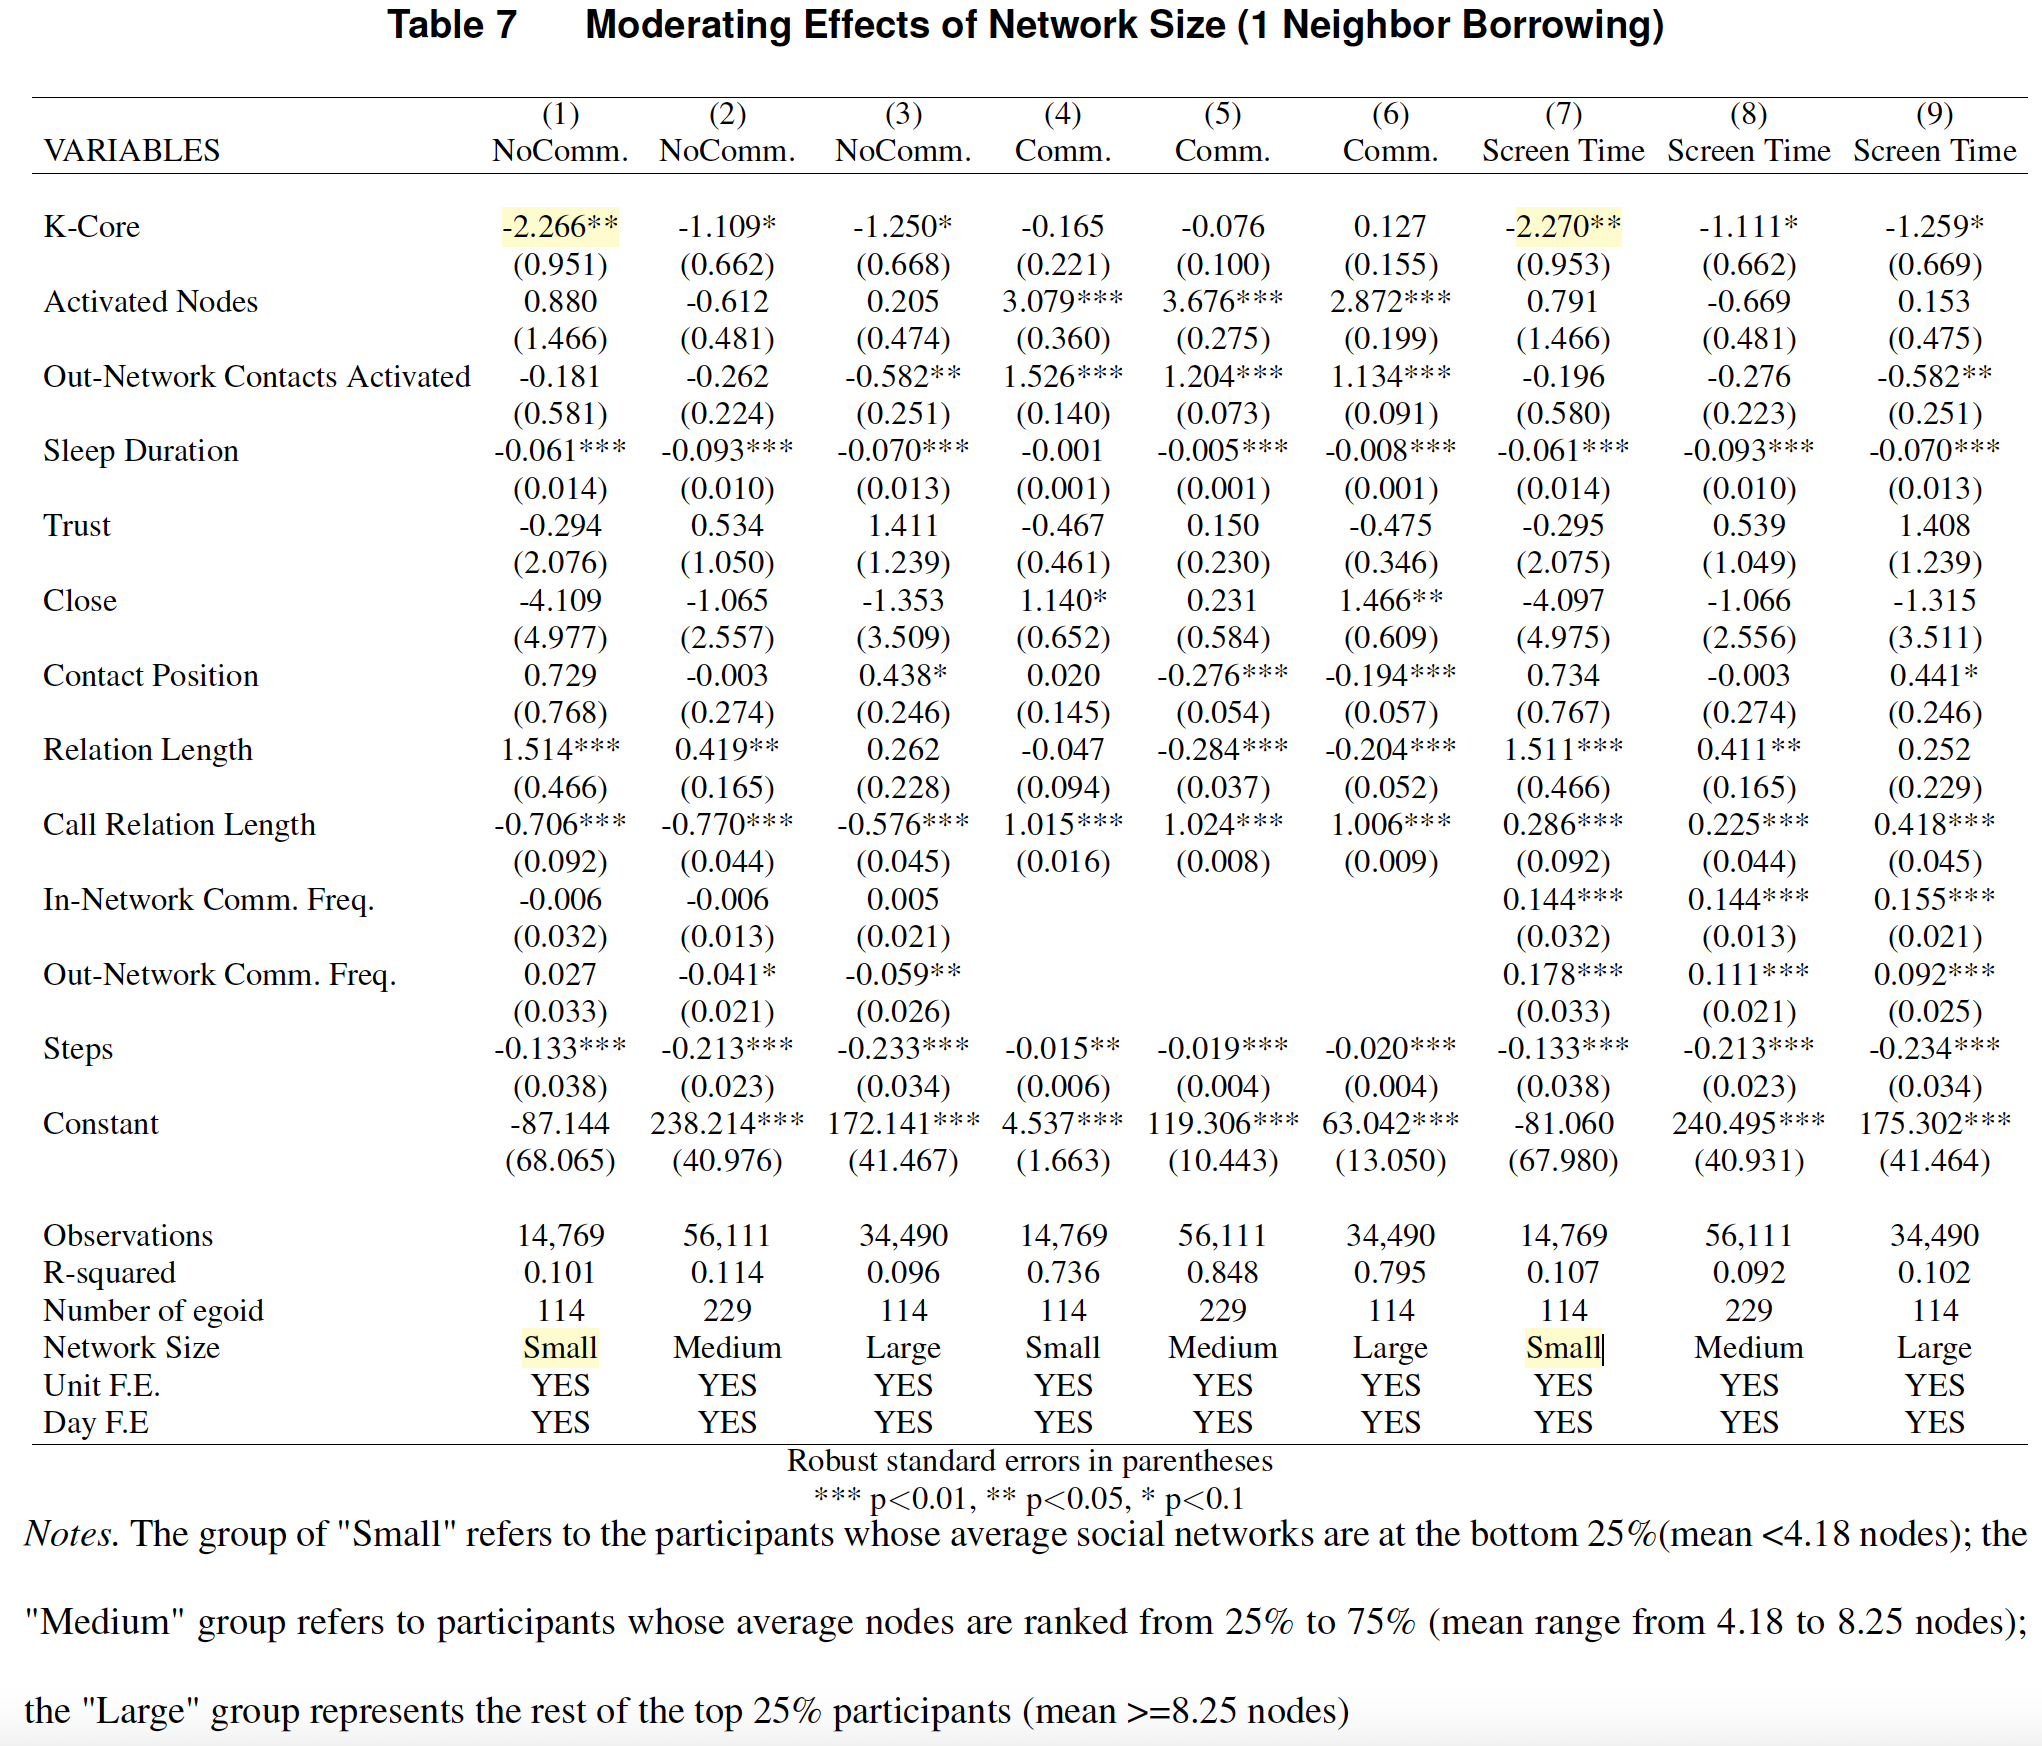 Table 7 Moderating Effects of Network Size (1 Neighbor Borrowing)
(1) (2) (3) (4) (5) (6) (7) (8) (9)
VARIABLES NoComm. NoComm. NoComm. Comm. Comm. Comm. Screen Time Screen Time Screen Time
K-Core -2.266** -1.109* -1.250* -0.165 -0.076 0.127 -2.270** -1.111* -1.259*
(0.951) (0.662) (0.668) (0.221) (0.100) (0.155) (0.953) (0.662) (0.669)
Activated Nodes 0.880 -0.612 0.205 3.079*** 3.676*** 2.872*** 0.791 -0.669 0.153
(1.466) (0.481) (0.474) (0.360) (0.275) (0.199) (1.466) (0.481) (0.475)
Out-Network Contacts Activated -0.181 -0.262 -0.582** 1.526*** 1.204*** 1.134*** -0.196 -0.276 -0.582**
(0.581) (0.224) (0.251) (0.140) (0.073) (0.091) (0.580) (0.223) (0.251)
Sleep Duration -0.061*** -0.093*** -0.070*** -0.001 -0.005*** -0.008*** -0.061*** -0.093*** -0.070***
(0.014) (0.010) (0.013) (0.001) (0.001) (0.001) (0.014) (0.010) (0.013)
Trust -0.294 0.534 1.411 -0.467 0.150 -0.475 -0.295 0.539 1.408
(2.076) (1.050) (1.239) (0.461) (0.230) (0.346) (2.075) (1.049) (1.239)
Close -4.109 -1.065 -1.353 1.140* 0.231 1.466** -4.097 -1.066 -1.315
(4.977) (2.557) (3.509) (0.652) (0.584) (0.609) (4.975) (2.556) (3.511)
Contact Position 0.729 -0.003 0.438* 0.020 -0.276*** -0.194*** 0.734 -0.003 0.441*
(0.768) (0.274) (0.246) (0.145) (0.054) (0.057) (0.767) (0.274) (0.246)
Relation Length 1.514*** 0.419** 0.262 -0.047 -0.284*** -0.204*** 1.511*** 0.411** 0.252
(0.466) (0.165) (0.228) (0.094) (0.037) (0.052) (0.466) (0.165) (0.229)
Call Relation Length -0.706*** -0.770*** -0.576*** 1.015*** 1.024*** 1.006*** 0.286*** 0.225*** 0.418***
(0.092) (0.044) (0.045) (0.016) (0.008) (0.009) (0.092) (0.044) (0.045)
In-Network Comm. Freq. -0.006 -0.006 0.005 0.144*** 0.144*** 0.155***
(0.032) (0.013) (0.021) (0.032) (0.013) (0.021)
Out-Network Comm. Freq. 0.027 -0.041* -0.059** 0.178*** 0.111*** 0.092***
(0.033) (0.021) (0.026) (0.033) (0.021) (0.025)
Steps -0.133*** -0.213*** -0.233*** -0.015** -0.019*** -0.020*** -0.133*** -0.213*** -0.234***
(0.038) (0.023) (0.034) (0.006) (0.004) (0.004) (0.038) (0.023) (0.034)
Constant -87.144 238.214*** 172.141*** 4.537*** 119.306*** 63.042*** -81.060 240.495*** 175.302***
(68.065) (40.976) (41.467) (1.663) (10.443) (13.050) (67.980) (40.931) (41.464)
Observations 14,769 56,111 34,490 14,769 56,111 34,490 14,769 56,111 34,490
R-squared 0.101 0.114 0.096 0.736 0.848 0.795 0.107 0.092 0.102
Number of egoid 114 229 114 114 229 114 114 229 114
Network Size Small Medium Large Small Medium Large Small Medium Large
Unit F.E. YES YES YES YES YES YES YES YES YES
Day F.E YES YES YES YES YES YES YES YES YES
Robust standard errors in parentheses
*** p<0.01, ** p<0.05, * p<0.1
Notes. The group of "Small" refers to the participants whose average social networks are at the bottom 25%(mean <4.18 nodes); the
"Medium" group refers to participants whose average nodes are ranked from 25% to 75% (mean range from 4.18 to 8.25 nodes);
the "Large" group represents the rest of the top 25% participants (mean >=8.25 nodes)